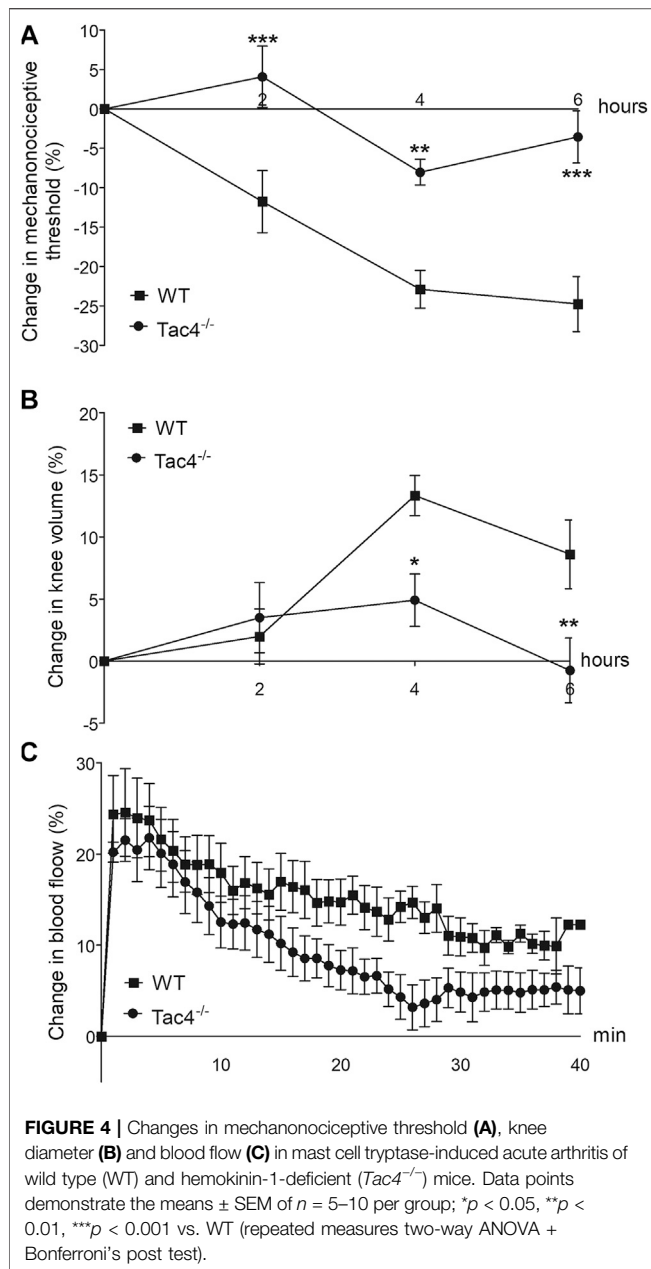 A
Change in mechanonociceptive
threshold (%)
10
5
0
-5
-10
-15
-20
-25
-30
***
**
***
2
4
6
hours
WT
Tac4-/-
B
Change in knee volume (%)
20
15
10
5
0
-5
WT
Tac4-/-
*
**
hours
2
4
6
C
Change in blood floow (%)
30
20
10
0
WT
Tac4-/-
min
10
20
30
40
FIGURE 4 | Changes in mechanonociceptive threshold (A), knee
diameter (B) and blood flow (C) in mast cell tryptase-induced acute arthritis of
wild type (WT) and hemokinin-1-deficient (Tac4−/−) mice. Data points
demonstrate the means ± SEM of n = 5–10 per group; *p < 0.05, **p <
0.01, ***p < 0.001 vs. WT (repeated measures two-way ANOVA +
Bonferroni's post test).